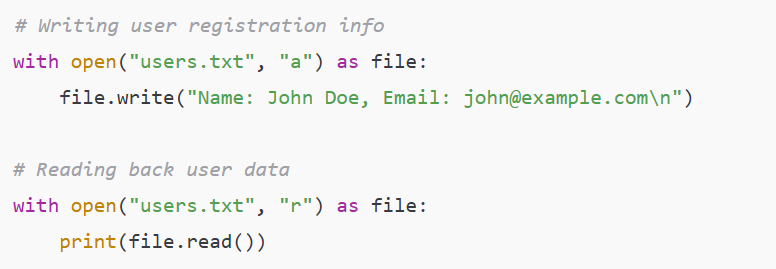 # Writing user registration info
with open("users.txt", "a") as file:
    file.write("Name: John Doe, Email: john@example.com\n")
# Reading back user data
with open("users.txt", "r") as file:
    print(file.read())